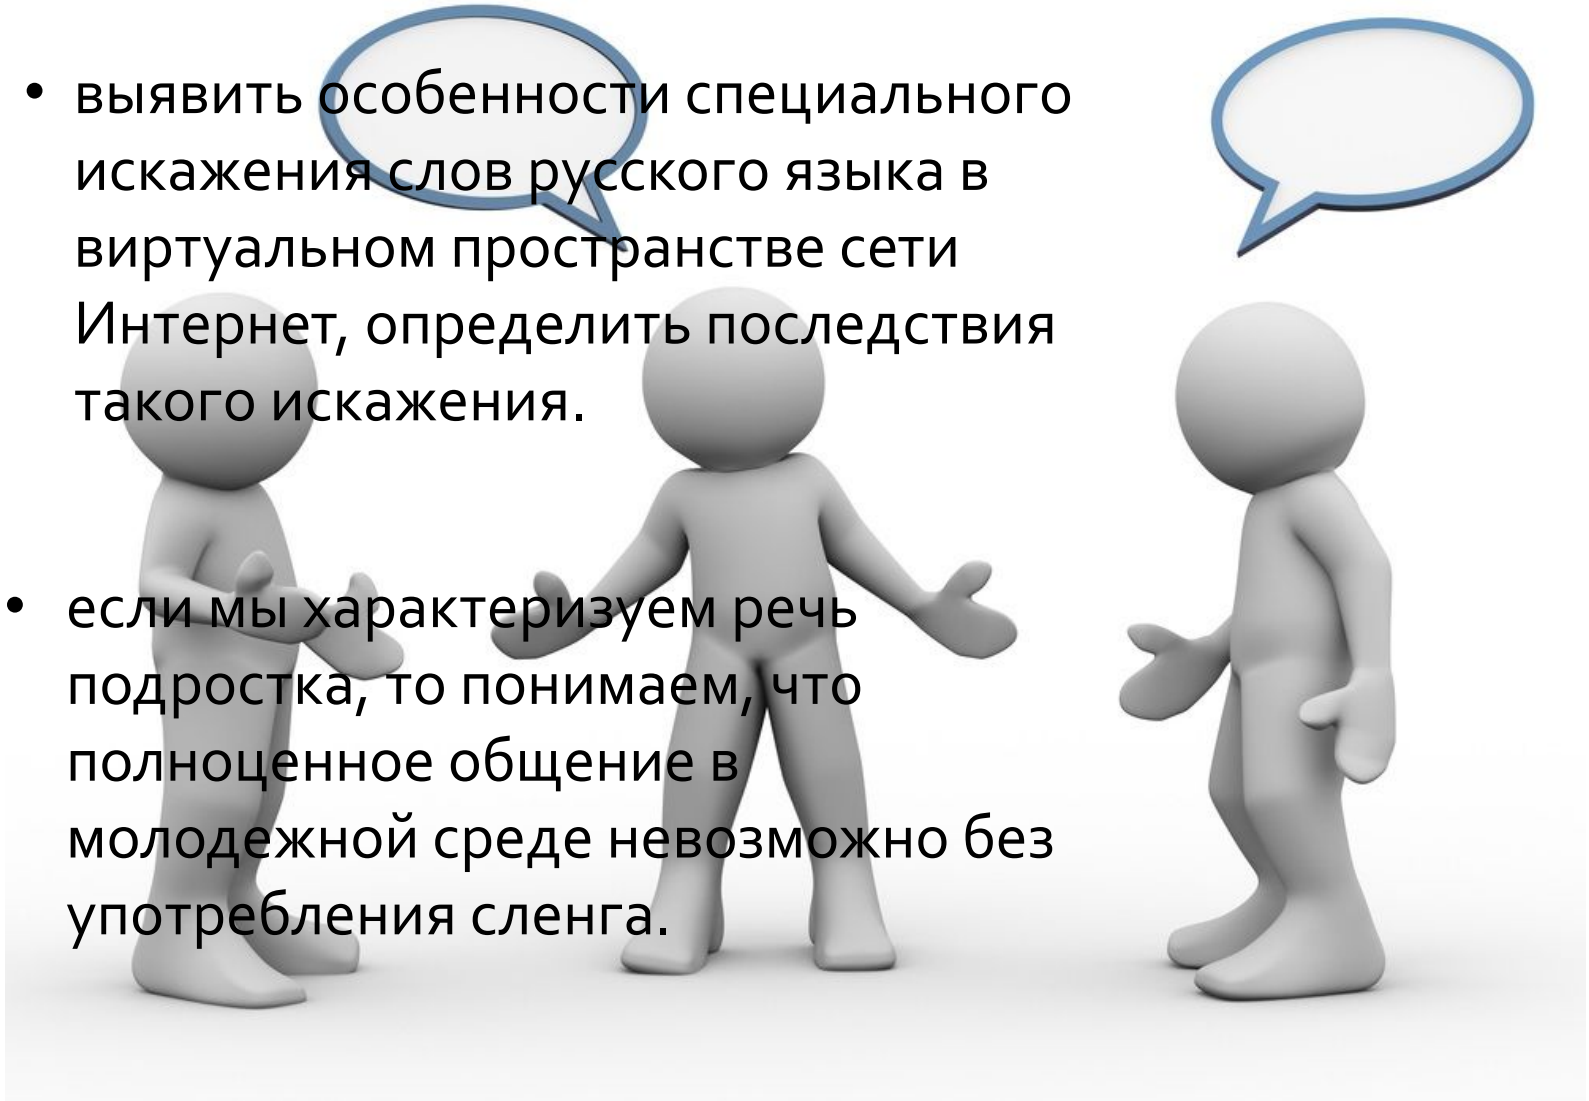 • выявить особенности специального
искажения слов русского языка в
виртуальном пространстве сети
Интернет, определить последствия
такого искажения.
• если мы характеризуем речь
подростка, то понимаем, что
полноценное общение в
молодежной среде невозможно без
употребления сленга.